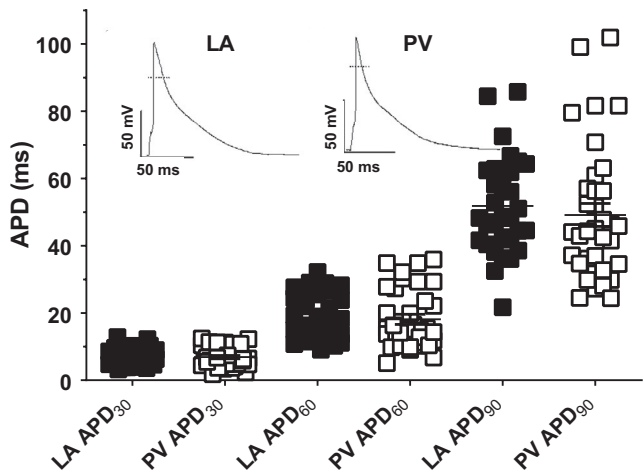 100
80
60
40
20
0
APD (ms)
LA
50 mV
50 ms
PV
50 mV
50 ms
LA APD30
PV APD30
LA APD60
PV APD60
LA APD90
PV APD90